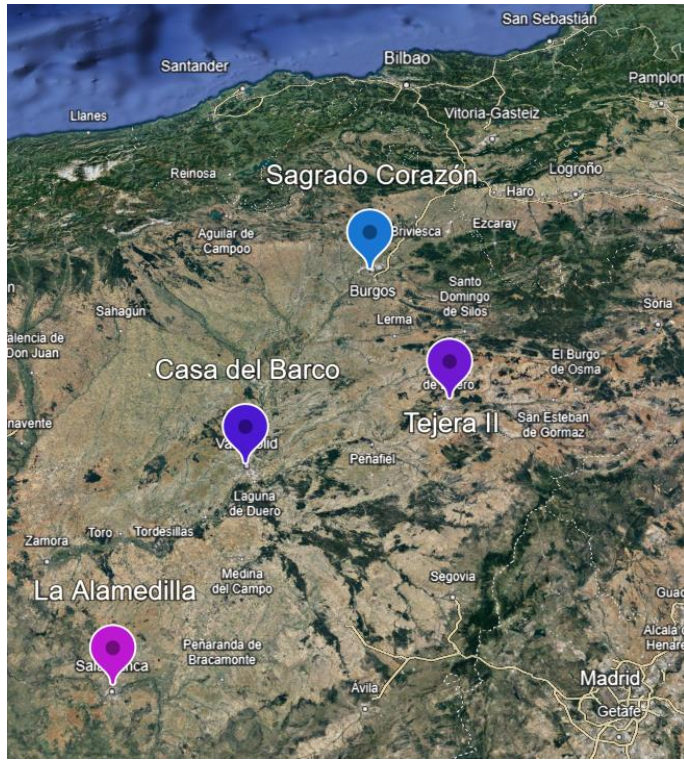 San Sebastián
Bilbao
Santander
Pamplon
Llanes
Vitoria-Gasteiz
Reinosa
Sagrado Corazón
Logroño
Haro
Aguilar de
Campoo
Briviesca
Ezcaray
Burgos
Santo
Domingo
de Silos
Sahagún
Soria
Lerma
alencia de
Don Juan
Casa del Barco
El Burgo
de Osma
Tejera II
San Esteban
de Gormaz
navente
Peñafiel
Laguna
de Duero
Toro
Tordesillas
Zamora
Medina
del Campo
Segovia
La Alamedilla
Guad
Alcala d
Henare
Peñaranda de
Bracamonte
Madrid
Ávila
Getafe